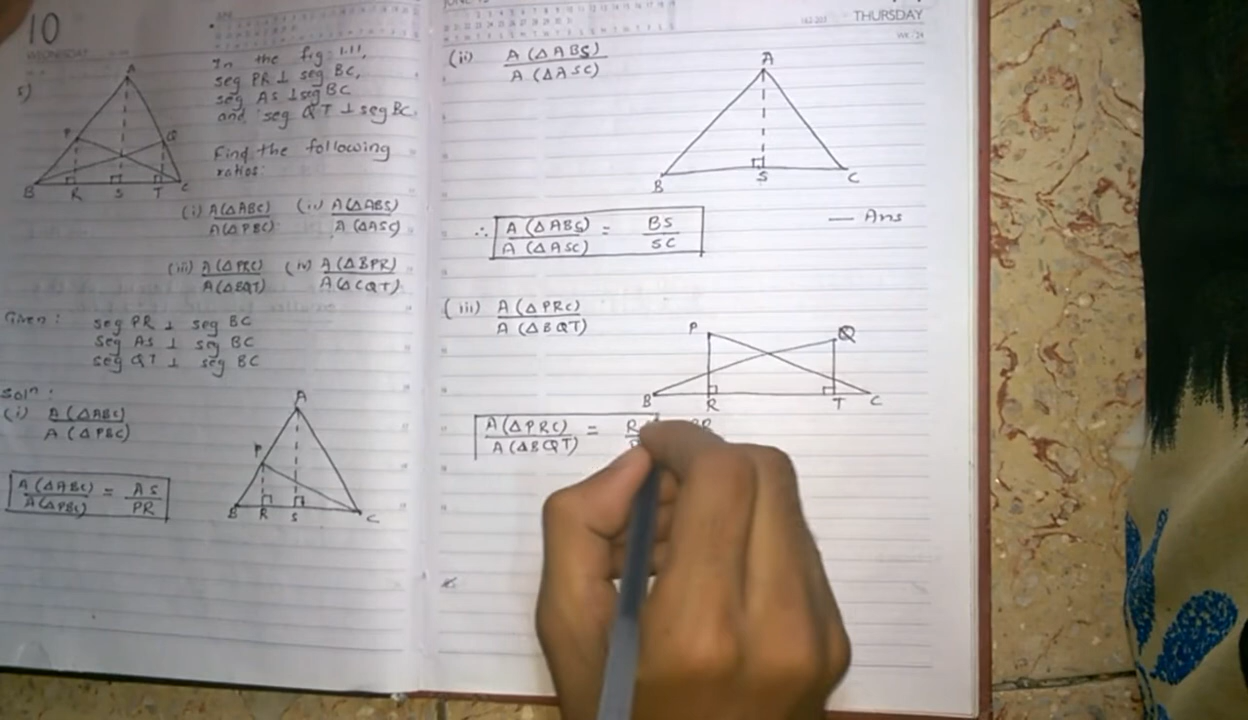 10
WEDNESDAY
5)
In the fig 1.11,
seg PR ⊥ seg BC,
seg AS ⊥ seg BC
and seg QT ⊥ seg BC.
Find the following
ratios:
A
P
Q
B R S T C
(i) A(ΔABC) / A(ΔPBC) (ii) A(ΔABS) / A(ΔASC)
(iii) A(ΔPRC) / A(ΔBQT) (iv) A(ΔBPR) / A(ΔCQT)
Given : seg PR ⊥ seg BC
seg AS ⊥ seg BC
seg QT ⊥ seg BC
Soln :
(i) A(ΔABC) / A(ΔPBC)
A
P
B R S C
A(ΔABC) / A(ΔPBC) = AS / PR
THURSDAY
(ii) A(ΔABS) / A(ΔASC)
A
B S C
∴ A(ΔABS) / A(ΔASC) = BS / SC — Ans
(iii) A(ΔPRC) / A(ΔBQT)
P Q
B R T C
A(ΔPRC) / A(ΔBQT) = R